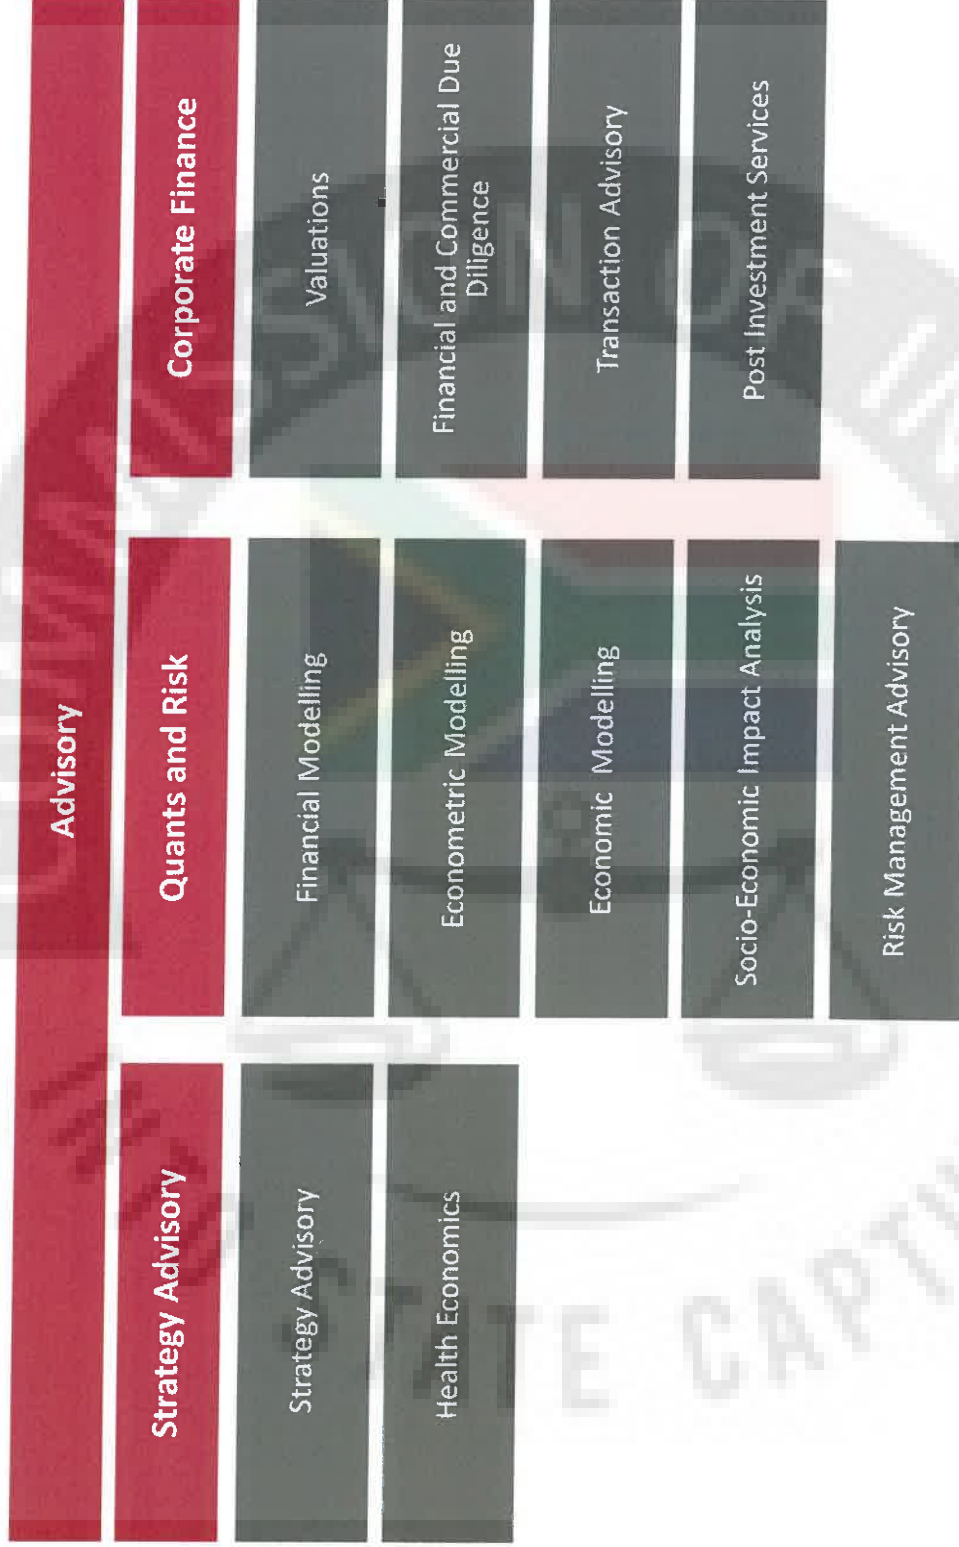 Advisory
Strategy Advisory
Strategy Advisory
Health Economics
Quants and Risk
Financial Modelling
Econometric Modelling
Economic Modelling
Socio-Economic Impact Analysis
Risk Management Advisory
Corporate Finance
Valuations
Financial and Commercial Due
Diligence
Transaction Advisory
Post Investment Services
STATE